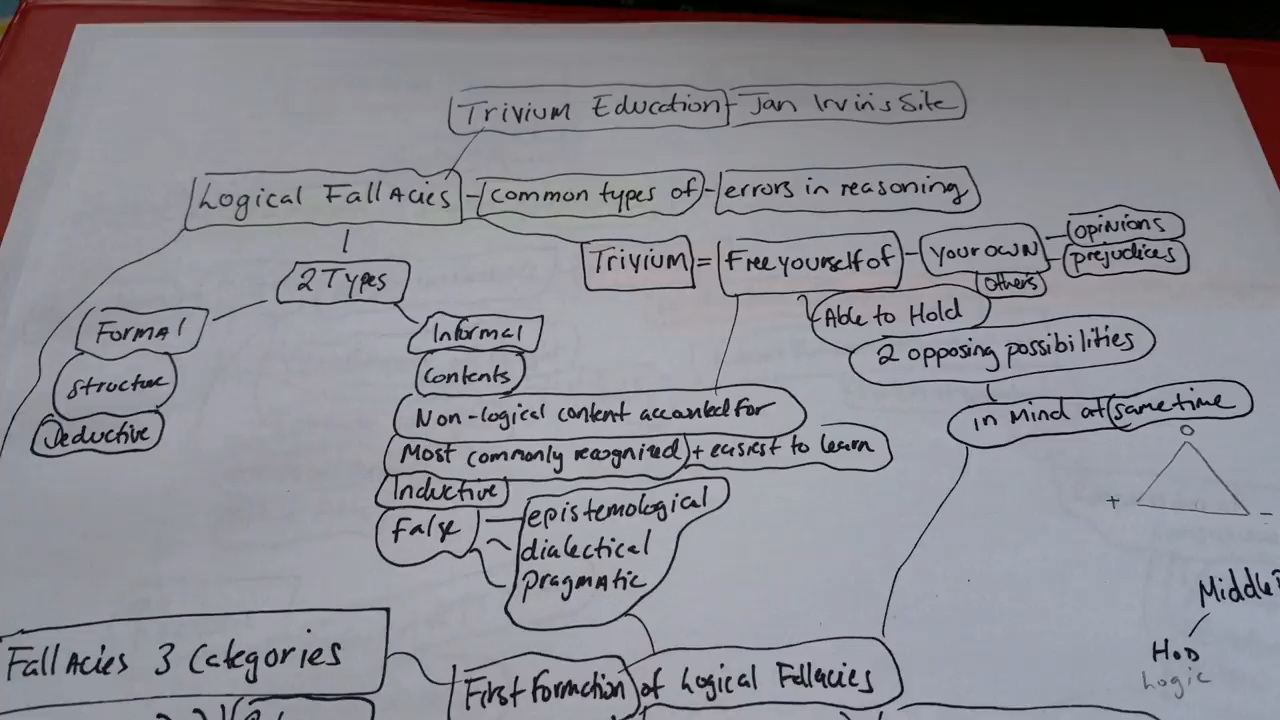 Trivium Education - Jan Irvin's Site
Logical Fallacies - common types of - errors in reasoning
Trivium = Free yourself of - your own
opinions
prejudices
others
2 Types
Able to Hold
2 opposing possibilities
in Mind at same time
Formal
Structure
Deductive
Informal
Contents
Non-logical content accounted for
Most commonly recognized + easiest to learn
Inductive
False
epistemological
dialectical
pragmatic
O
+
-
Middle
HOD
Logic
Fallacies 3 Categories
First formation of Logical Fallacies